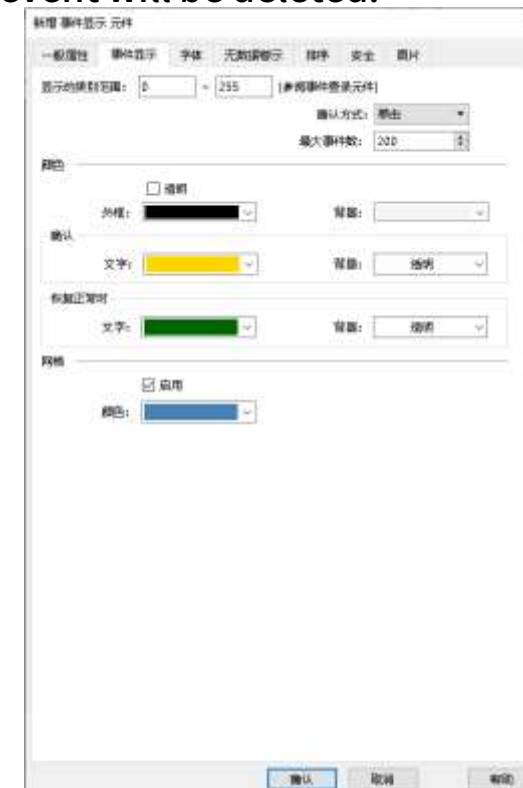 event will be deleted.
新增 事件显示 元件
一般属性 事件显示 字体 无数据提示 排序 安全 图片
显示的类别范围: 0 ~ 255 (参阅事件登录元件)
确认方式: 单击
最大事件数: 200
颜色
透明
外框: 背景:
确认
文字: 背景: 透明
恢复正常时
文字: 背景: 透明
网格
启用
颜色:
确认 取消 帮助